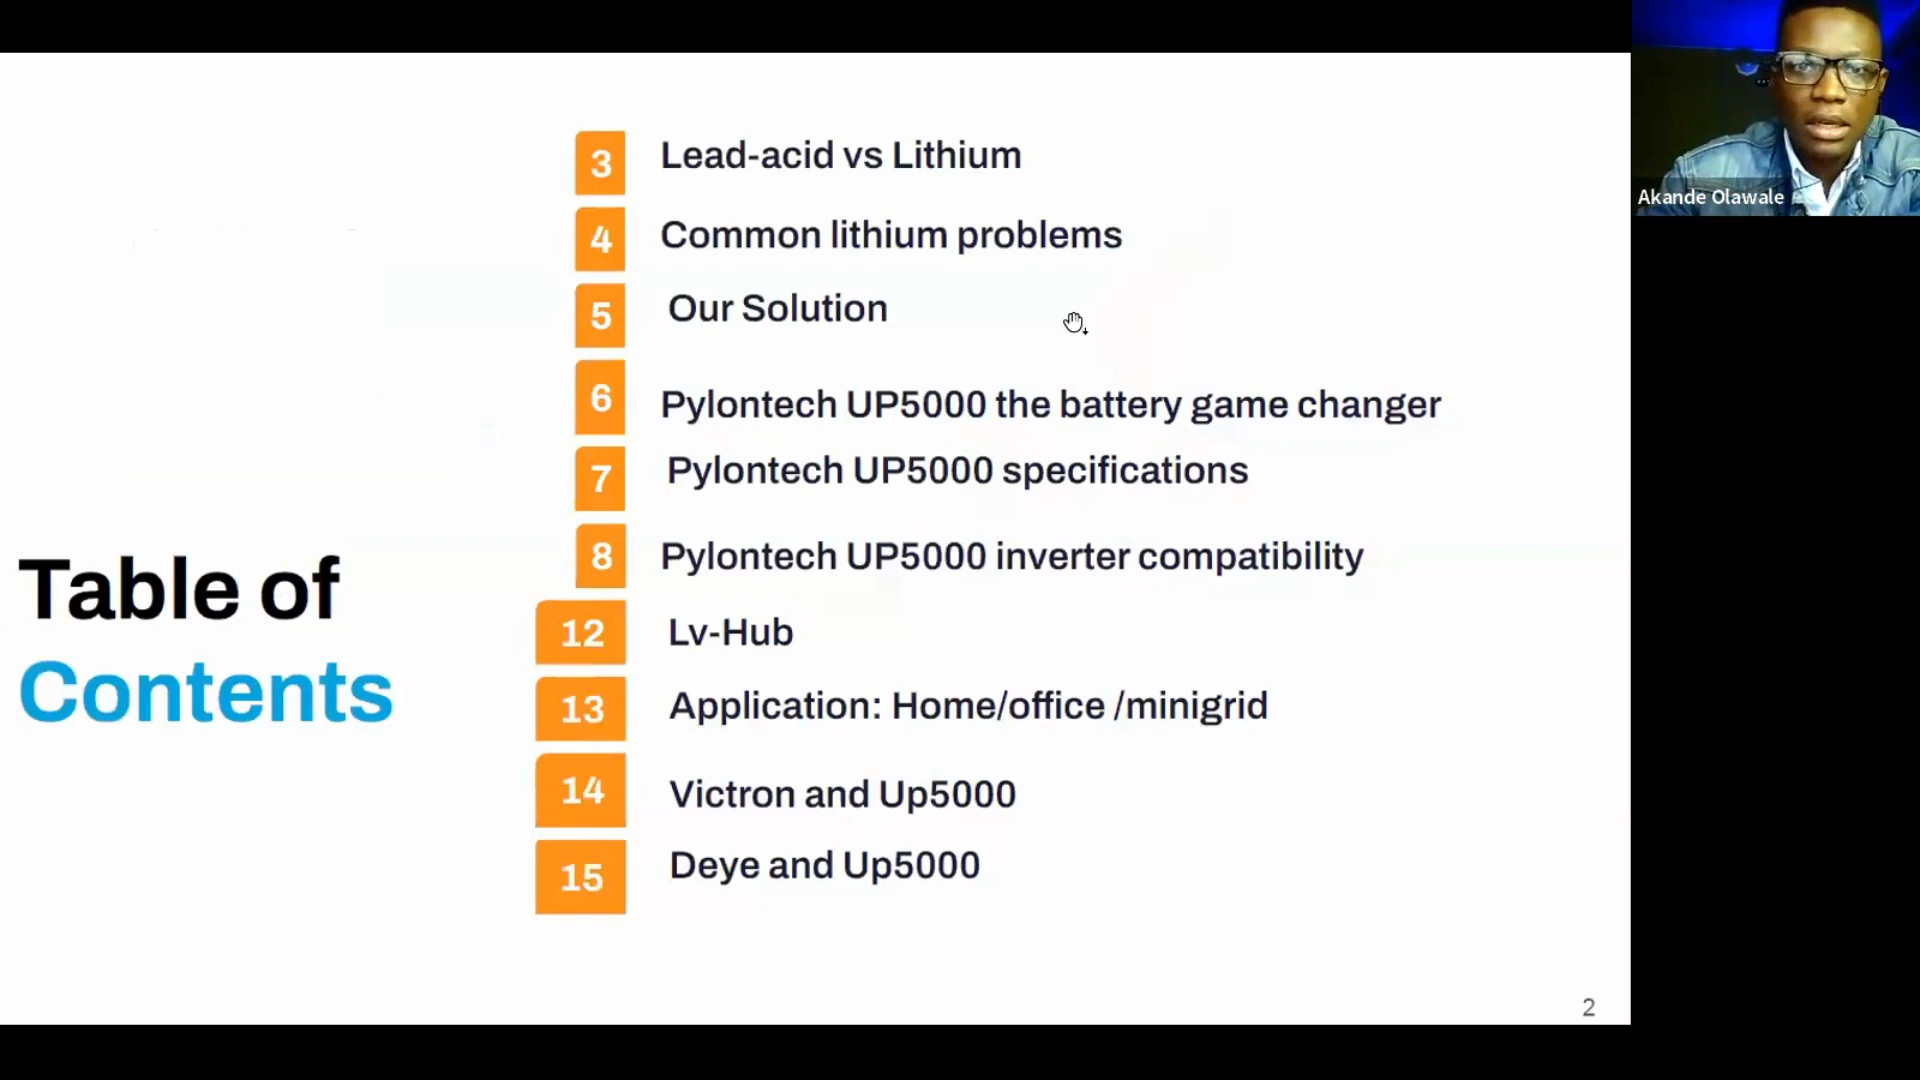 Table of
Contents
3 Lead-acid vs Lithium
4 Common lithium problems
5 Our Solution
6 Pylontech UP5000 the battery game changer
7 Pylontech UP5000 specifications
8 Pylontech UP5000 inverter compatibility
12 Lv-Hub
13 Application: Home/office /minigrid
14 Victron and Up5000
15 Deye and Up5000
2
Akande Olawale